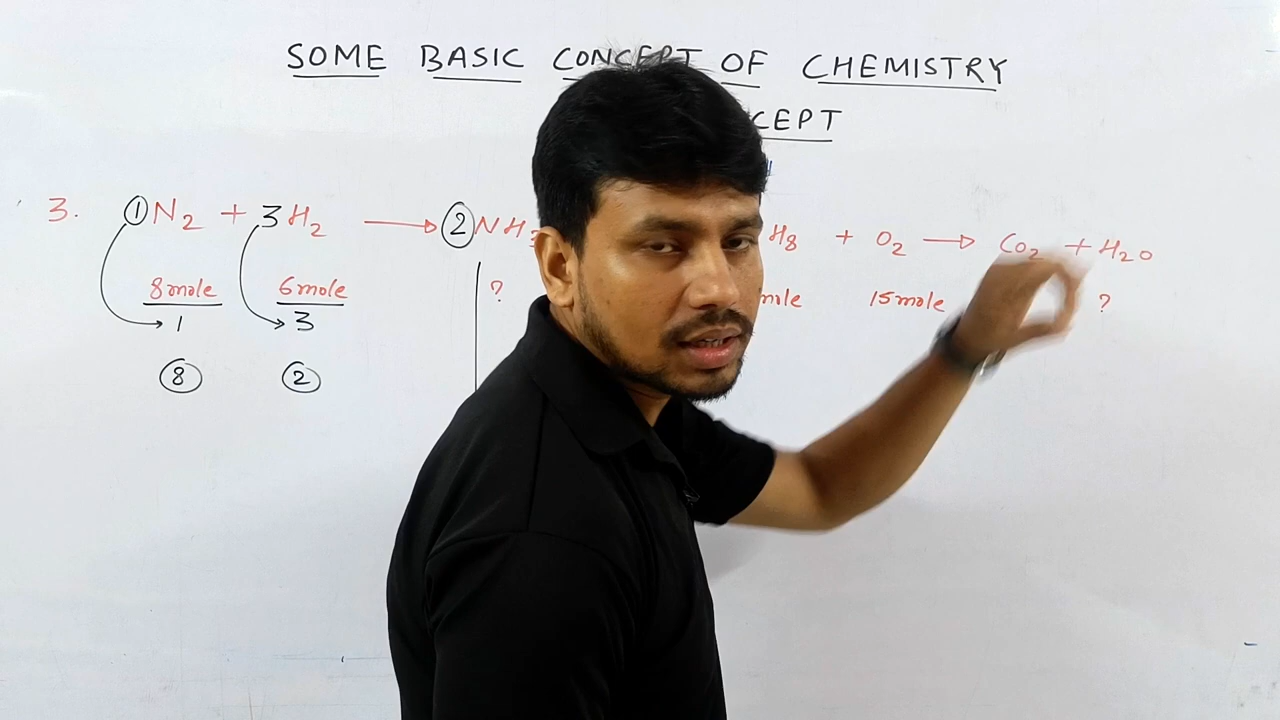 SOME BASIC CONCEPT OF CHEMISTRY
CEPT
3. ①N₂ + 3H₂ ⟶ ②NH₃
8mole 6mole ?
1 3
⑧ ②
H₈ + O₂ ⟶ CO₂ + H₂O
mole 15mole ?